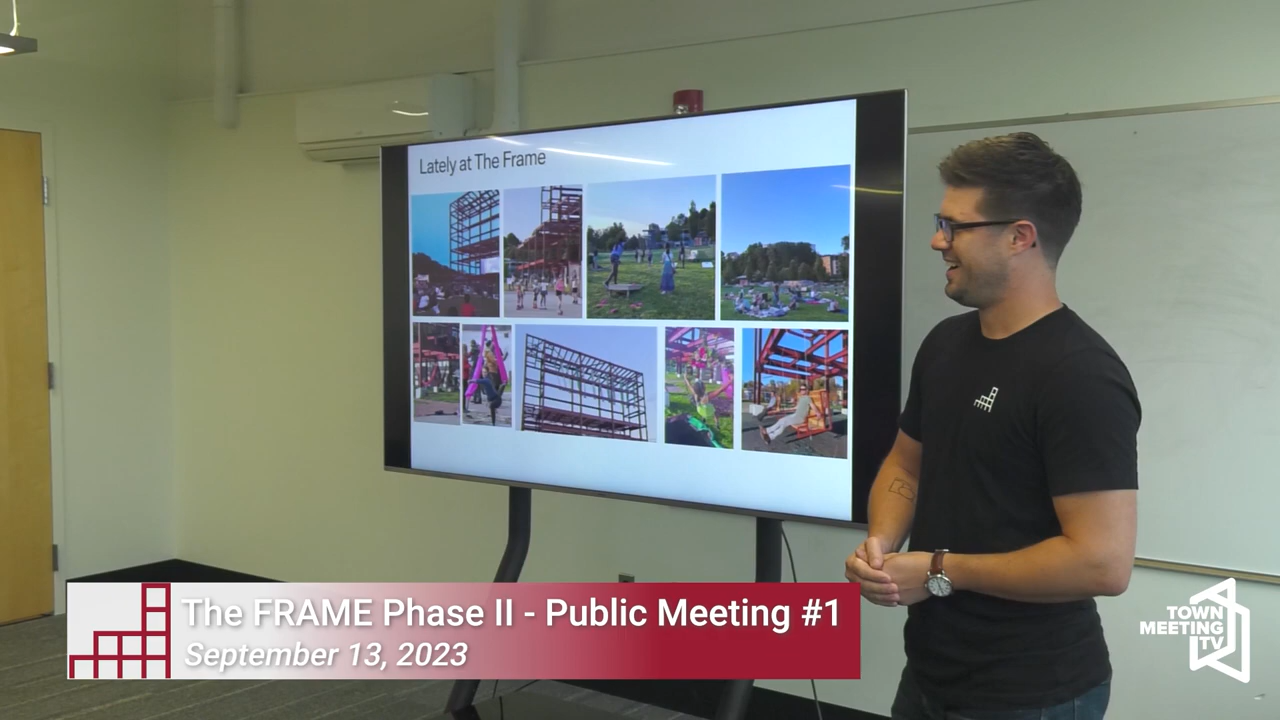 Lately at The Frame
The FRAME Phase II - Public Meeting #1
September 13, 2023
TOWN
MEETING
TV